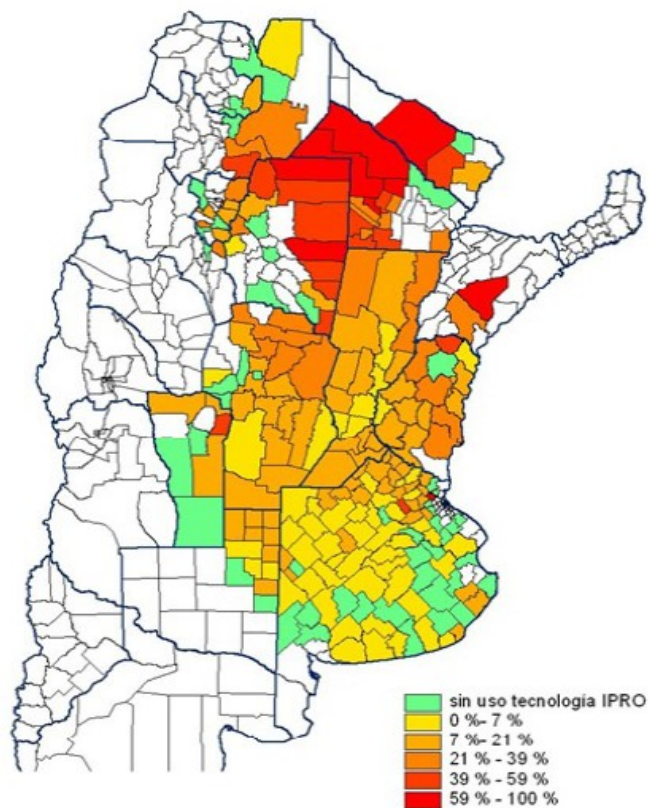 sin uso tecnología IPRO
0 %- 7 %
7 %- 21 %
21 % - 39 %
39 % - 59 %
59 % - 100 %